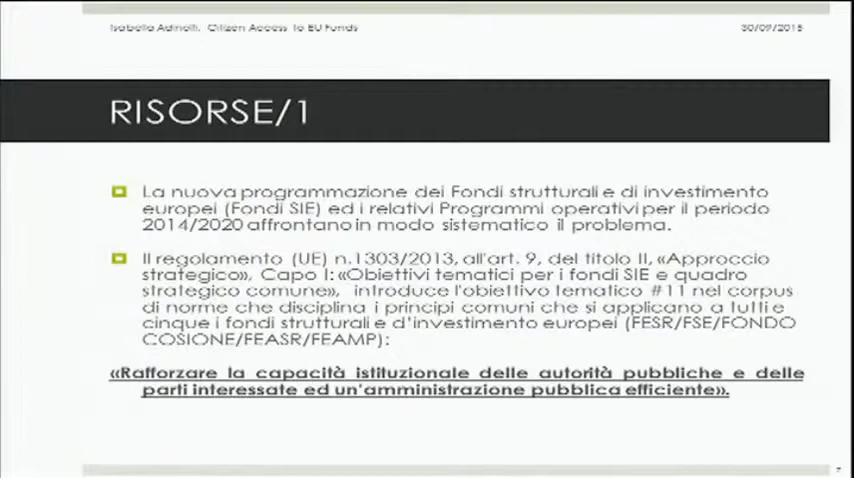 Isabella Adinolfi, Citizen Access to EU Funds
30/09/2015
RISORSE/1
La nuova programmazione dei Fondi strutturali e di investimento
europei (Fondi SIE) ed i relativi Programmi operativi per il periodo
2014/2020 affrontano in modo sistematico il problema.
Il regolamento (UE) n.1303/2013, all'art. 9, del titolo II, «Approccio
strategico», Capo I: «Obiettivi tematici per i fondi SIE e quadro
strategico comune», introduce l'obiettivo tematico #11 nel corpus
di norme che disciplina i principi comuni che si applicano a tutti e
cinque i fondi strutturali e d'investimento europei (FESR/FSE/FONDO
COSIONE/FEASR/FEAMP):
«Rafforzare la capacità istituzionale delle autorità pubbliche e delle
parti interessate ed un'amministrazione pubblica efficiente».
7